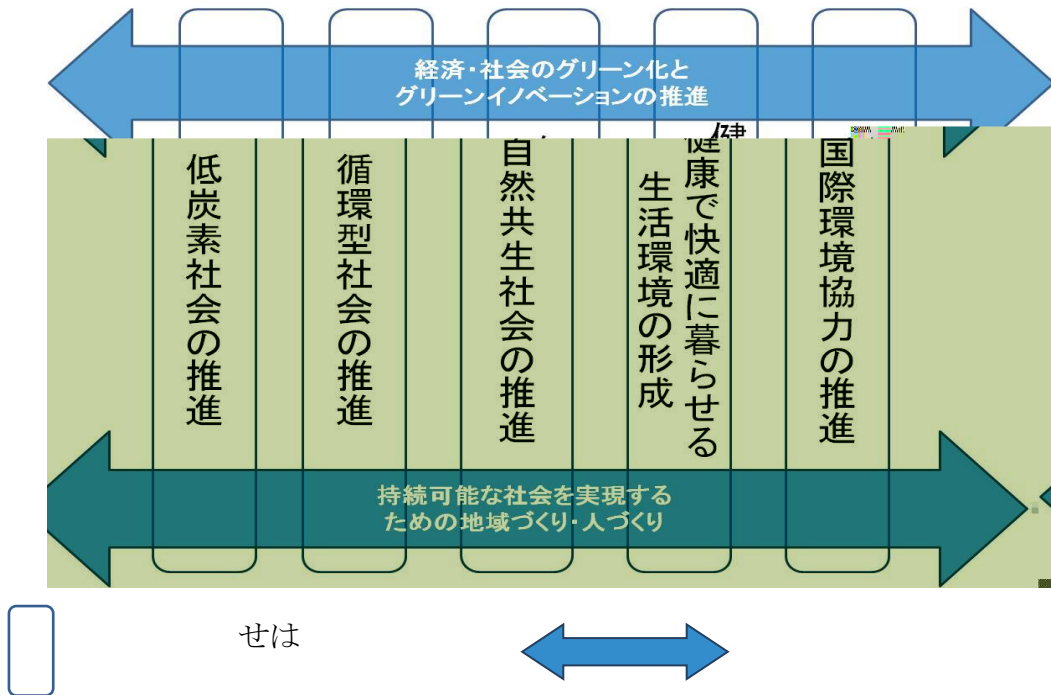 経済・社会のグリーン化と
グリーンイノベーションの推進
低炭素社会の推進
循環型社会の推進
自然共生社会の推進
健康で快適に暮らせる
生活環境の形成
国際環境協力の推進
持続可能な社会を実現する
ための地域づくり・人づくり
せは